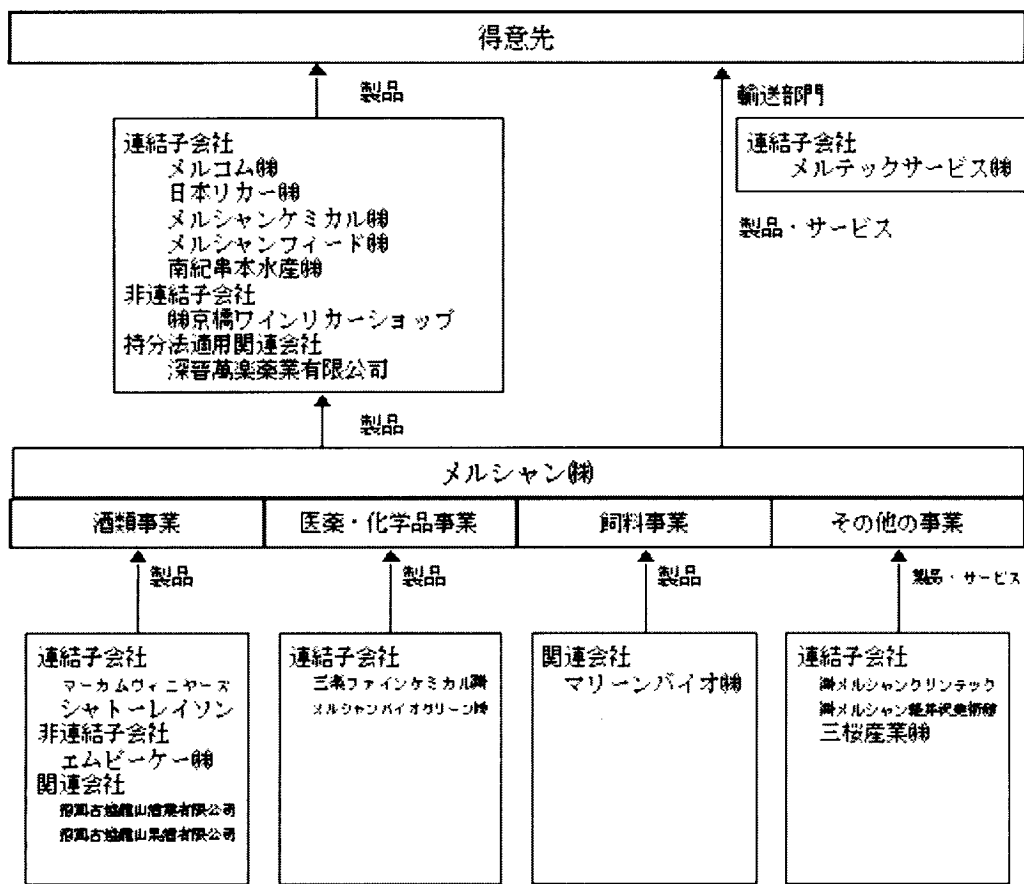 得意先
製品
連結子会社
メルコム㈱
日本リカー㈱
メルシャンケミカル㈱
メルシャンフィード㈱
南紀串本水産㈱
非連結子会社
㈱京橋ワインリカーショップ
持分法適用関連会社
深晋萬楽薬業有限公司
輸送部門
連結子会社
メルテックサービス㈱
製品・サービス
製品
メルシャン㈱
酒類事業
医薬・化学品事業
飼料事業
その他の事業
製品
製品
製品
製品・サービス
連結子会社
マーカムヴィニヤーズ
シャトーレイソン
非連結子会社
エムビーケー㈱
関連会社
連結子会社
三楽ファインケミカル㈱
メルシャンバイオグリーン㈱
関連会社
マリーンバイオ㈱
連結子会社
㈱メルシャンクリンテック
㈱メルシャン軽井沢美術館
三桜産業㈱